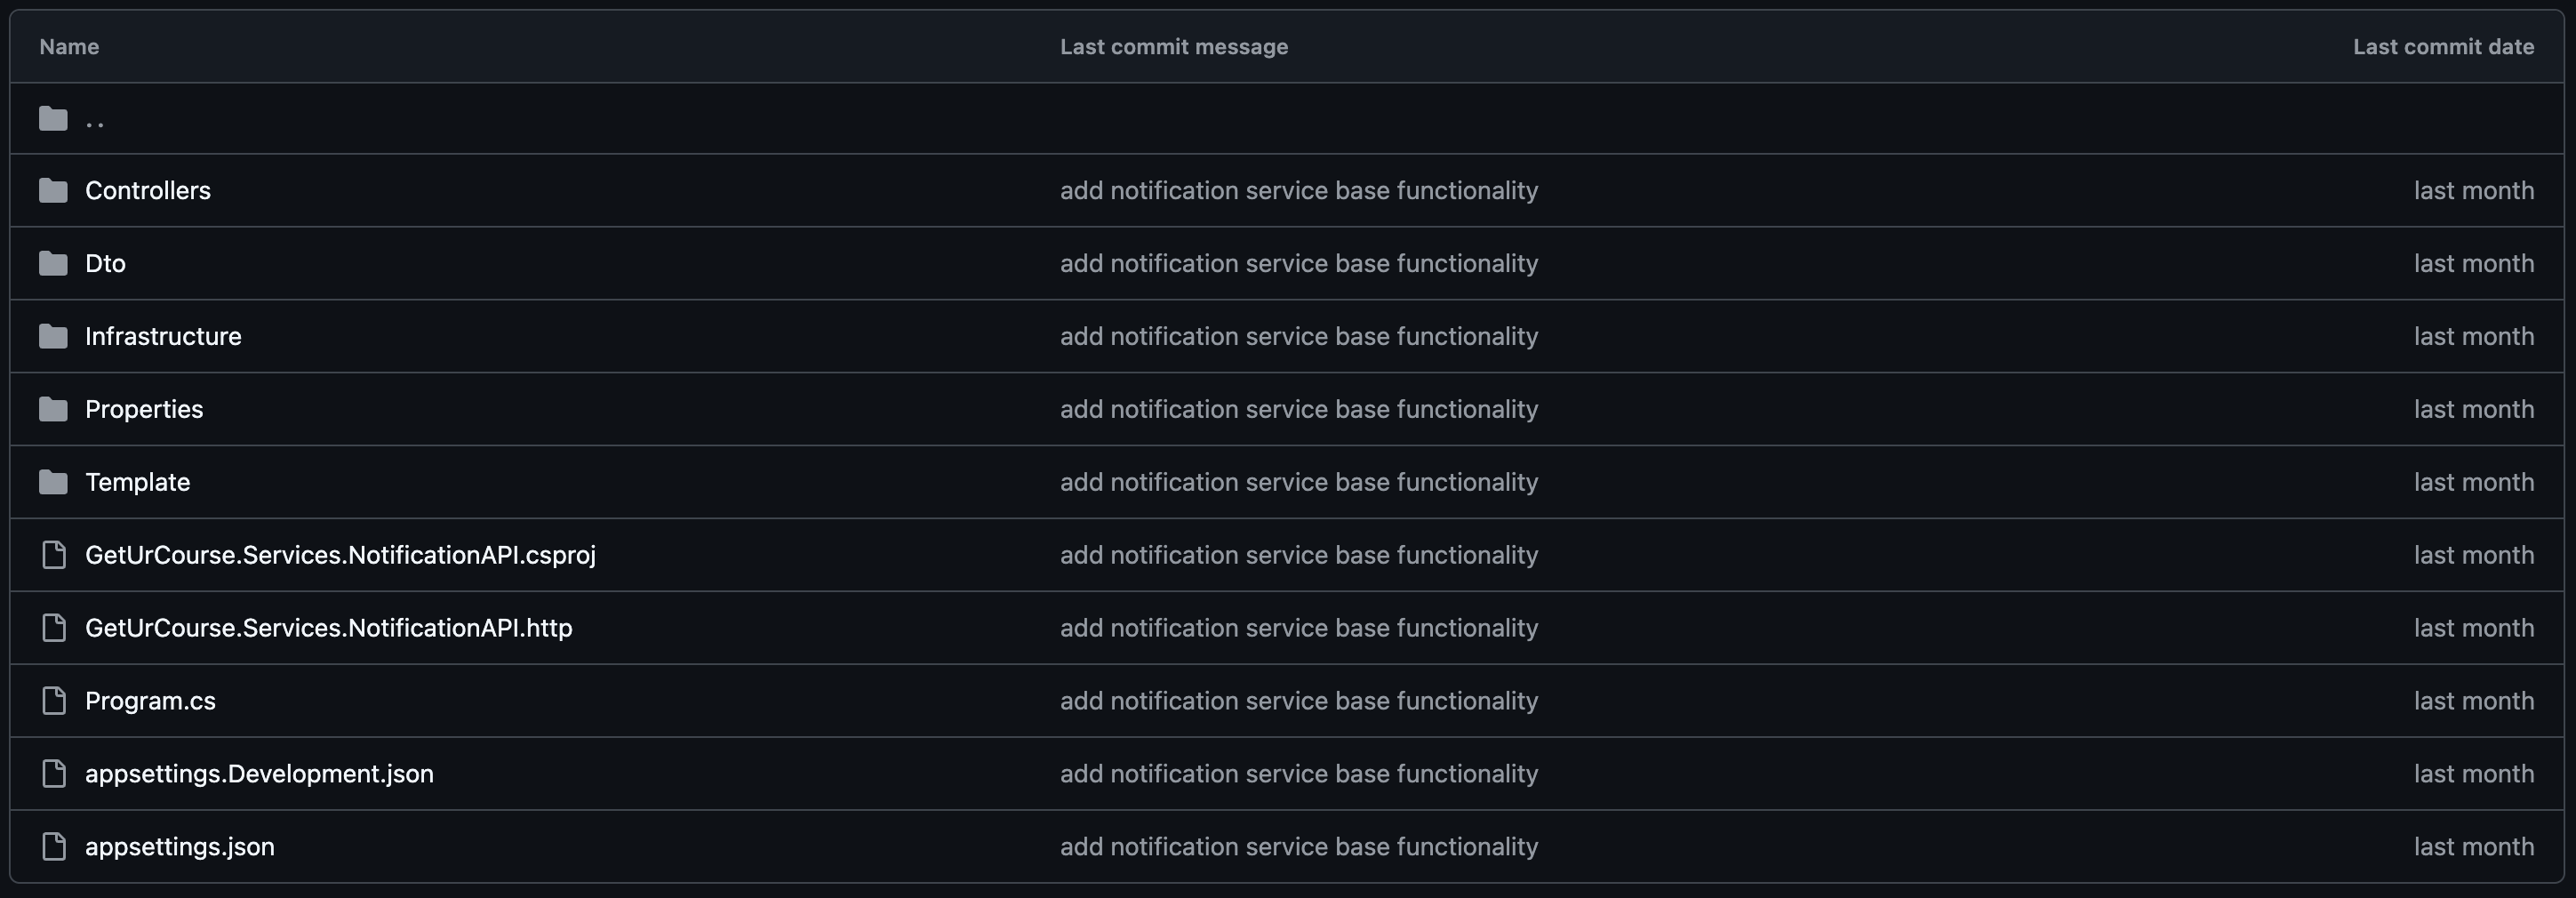 Name Last commit message Last commit date
..
Controllers add notification service base functionality last month
Dto add notification service base functionality last month
Infrastructure add notification service base functionality last month
Properties add notification service base functionality last month
Template add notification service base functionality last month
GetUrCourse.Services.NotificationAPI.csproj add notification service base functionality last month
GetUrCourse.Services.NotificationAPI.http add notification service base functionality last month
Program.cs add notification service base functionality last month
appsettings.Development.json add notification service base functionality last month
appsettings.json add notification service base functionality last month